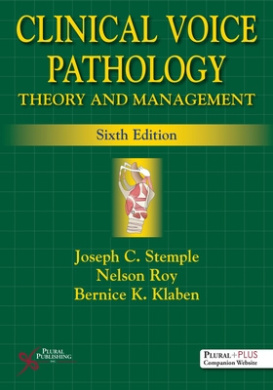 CLINICAL VOICE
PATHOLOGY
THEORY AND MANAGEMENT
Sixth Edition
Joseph C. Stemple
Nelson Roy
Bernice K. Klaben
PLURAL
PUBLISHING
PLURAL+PLUS
Companion Website